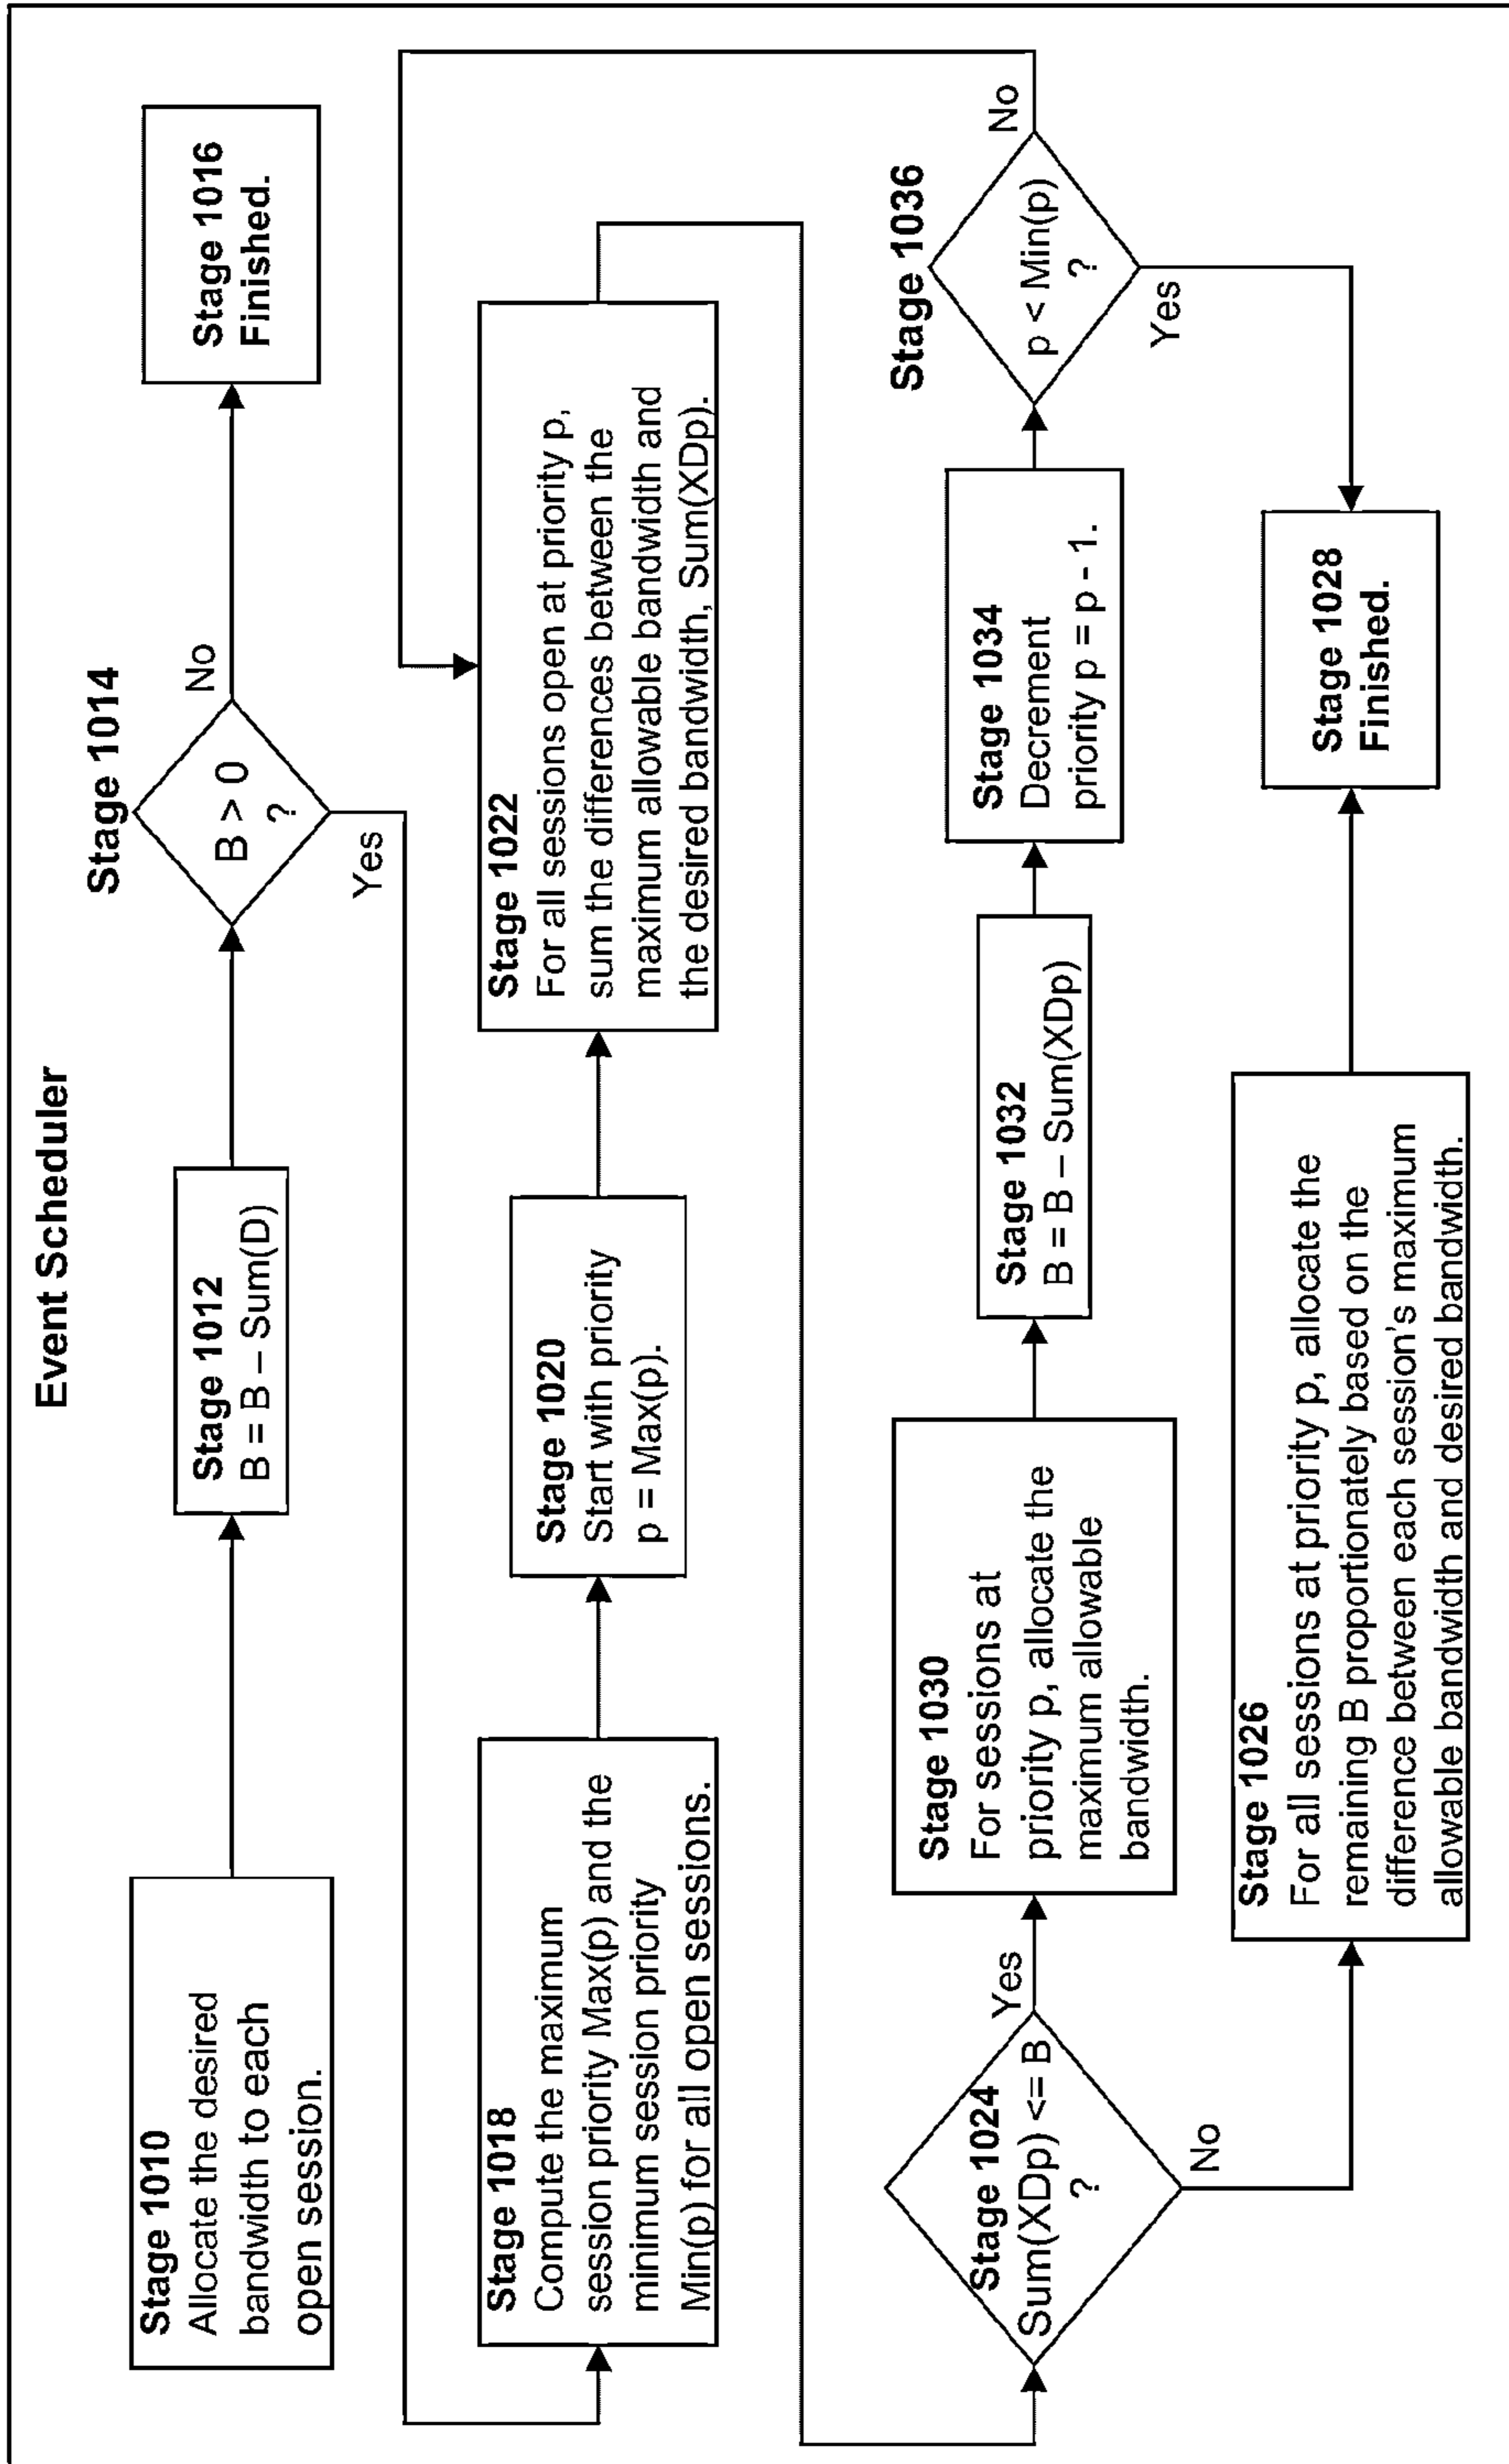 Event Scheduler
Stage 1010
Allocate the desired
bandwidth to each
open session.
Stage 1012
B = B – Sum(D)
Stage 1014
B > 0
?
No
Yes
Stage 1016
Finished.
Stage 1018
Compute the maximum
session priority Max(p) and the
minimum session priority
Min(p) for all open sessions.
Stage 1020
Start with priority
p = Max(p).
Stage 1022
For all sessions open at priority p,
sum the differences between the
maximum allowable bandwidth and
the desired bandwidth, Sum(XDp).
Stage 1024
Sum(XDp) <= B
?
Yes
No
Stage 1030
For sessions at
priority p, allocate the
maximum allowable
bandwidth.
Stage 1032
B = B – Sum(XDp)
Stage 1034
Decrement
priority p = p - 1.
Stage 1036
p < Min(p)
?
No
Yes
Stage 1026
For all sessions at priority p, allocate the
remaining B proportionately based on the
difference between each session's maximum
allowable bandwidth and desired bandwidth.
Stage 1028
Finished.